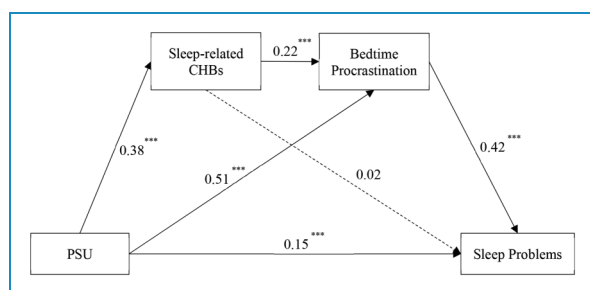 Sleep-related
CHBs
0.22***
Bedtime
Procrastination
0.38***
0.51***
0.02
0.42***
PSU
0.15***
Sleep Problems